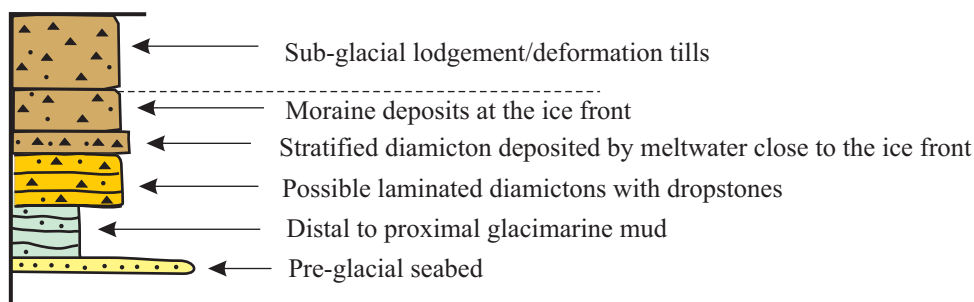 Sub-glacial lodgement/deformation tills
Moraine deposits at the ice front
Stratified diamicton deposited by meltwater close to the ice front
Possible laminated diamictons with dropstones
Distal to proximal glacimarine mud
Pre-glacial seabed